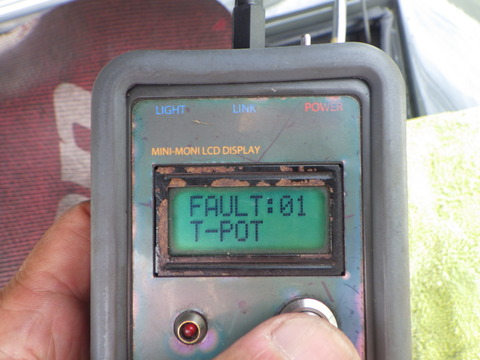 LIGHT LINK POWER
MINI-MONI LCD DISPLAY
FAULT:01
T-POT